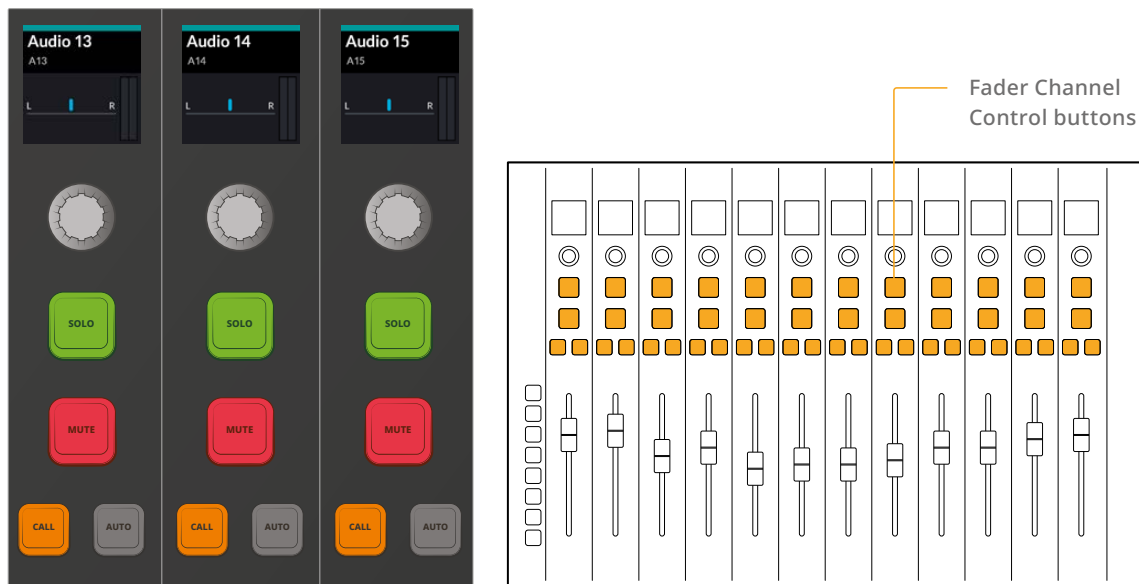 Audio 13
A13
L R
Audio 14
A14
L R
Audio 15
A15
L R
SOLO
SOLO
SOLO
MUTE
MUTE
MUTE
CALL
AUTO
CALL
AUTO
CALL
AUTO
Fader Channel
Control buttons